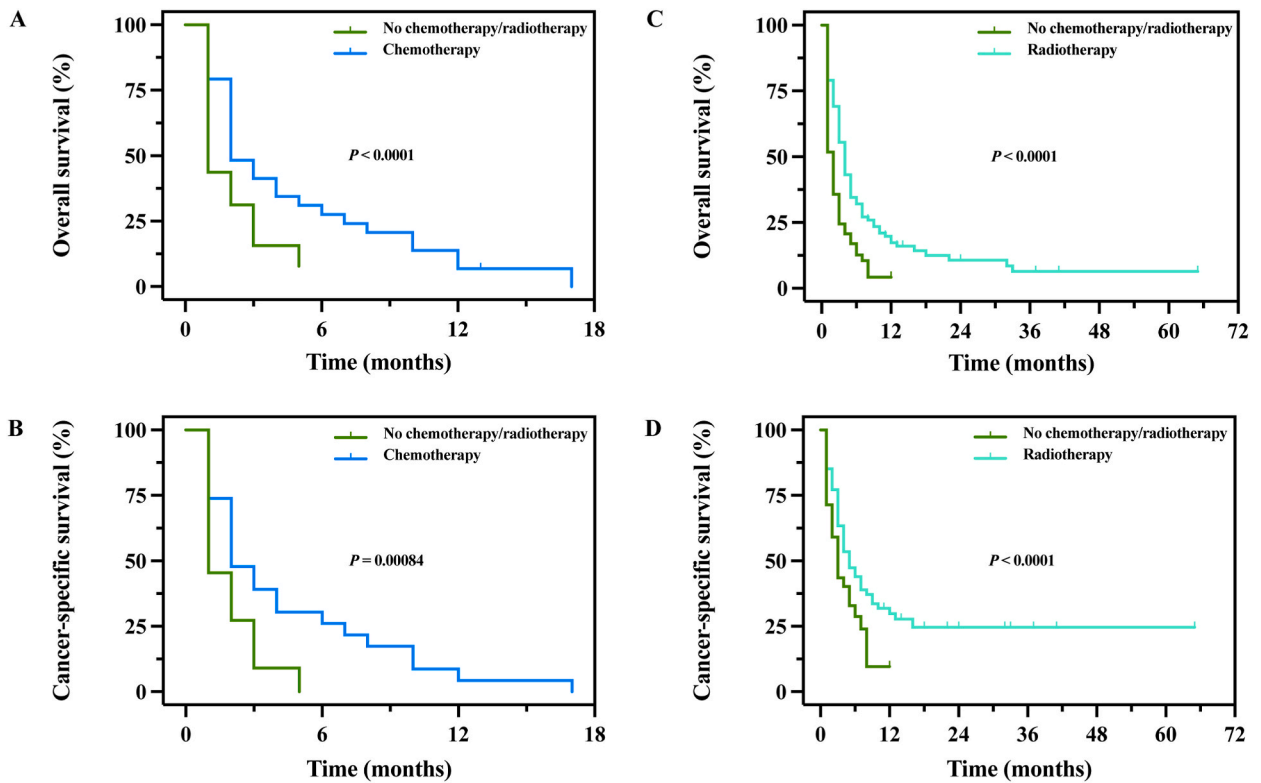 A
Overall survival (%)
100
75
50
25
0
No chemotherapy/radiotherapy
Chemotherapy
P < 0.0001
0 6 12 18
Time (months)
C
Overall survival (%)
100
75
50
25
0
No chemotherapy/radiotherapy
Radiotherapy
P < 0.0001
0 12 24 36 48 60 72
Time (months)
B
Cancer-specific survival (%)
100
75
50
25
0
No chemotherapy/radiotherapy
Chemotherapy
P = 0.00084
0 6 12 18
Time (months)
D
Cancer-specific survival (%)
100
75
50
25
0
No chemotherapy/radiotherapy
Radiotherapy
P < 0.0001
0 12 24 36 48 60 72
Time (months)